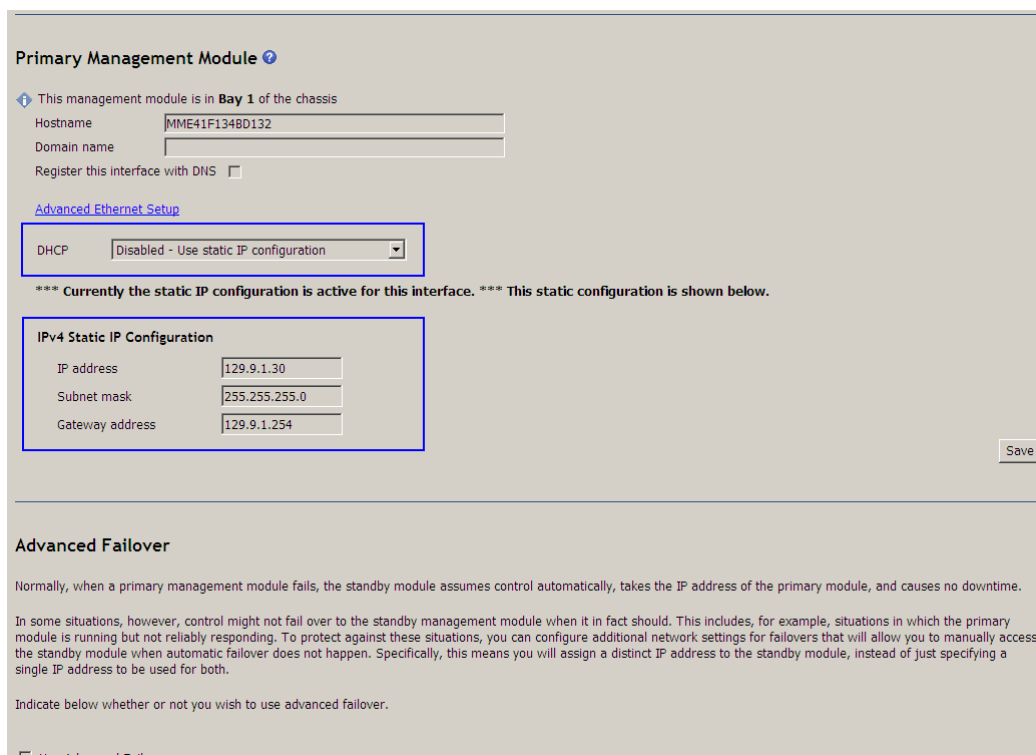 Primary Management Module
This management module is in Bay 1 of the chassis
Hostname MME41F134BD132
Domain name
Register this interface with DNS
Advanced Ethernet Setup
DHCP Disabled - Use static IP configuration
*** Currently the static IP configuration is active for this interface. *** This static configuration is shown below.
IPv4 Static IP Configuration
IP address 129.9.1.30
Subnet mask 255.255.255.0
Gateway address 129.9.1.254
Save
Advanced Failover
Normally, when a primary management module fails, the standby module assumes control automatically, takes the IP address of the primary module, and causes no downtime.
In some situations, however, control might not fail over to the standby management module when it in fact should. This includes, for example, situations in which the primary
module is running but not reliably responding. To protect against these situations, you can configure additional network settings for failovers that will allow you to manually access
the standby module when automatic failover does not happen. Specifically, this means you will assign a distinct IP address to the standby module, instead of just specifying a
single IP address to be used for both.
Indicate below whether or not you wish to use advanced failover.